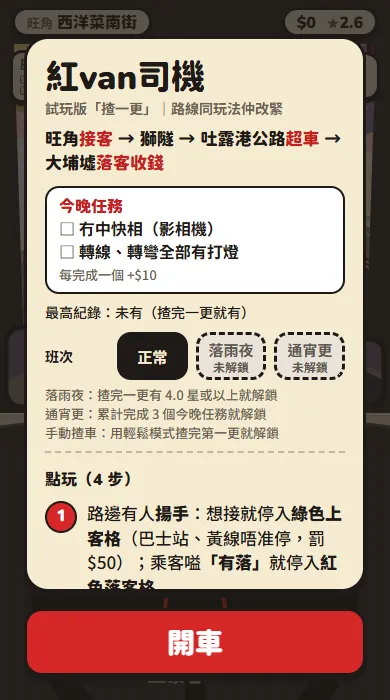 旺角 西洋菜南街
$0 ★2.6
紅van司機
試玩版「揸一更」｜路線同玩法仲改緊
旺角接客 → 獅隧 → 吐露港公路超車 →
大埔墟落客收錢
今晚任務
☐ 冇中快相（影相機）
☐ 轉線、轉彎全部有打燈
每完成一個 +$10
最高紀錄：未有（揸完一更就有）
班次
正常
落雨夜
未解鎖
通宵更
未解鎖
落雨夜：揸完一更有 4.0 星或以上就解鎖
通宵更：累計完成 3 個今晚任務就解鎖
手動揸車：用輕鬆模式揸完第一更就解鎖
點玩（4 步）
1
路邊有人揚手：想接就停入綠色上
客格（巴士站、黃線唔准停，罰
$50）；乘客嗌「有落」就停入紅
色落客格
開車